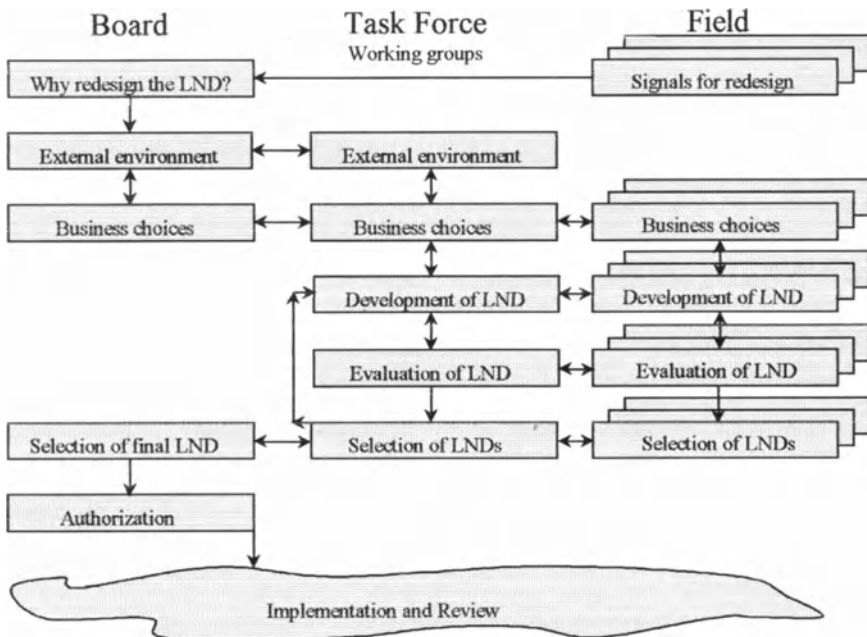 Board Task Force Field
Working groups
Why redesign the LND? Signals for redesign
External environment External environment
Business choices Business choices Business choices
Development of LND Development of LND
Evaluation of LND Evaluation of LND
Selection of final LND Selection of LNDs Selection of LNDs
Authorization
Implementation and Review